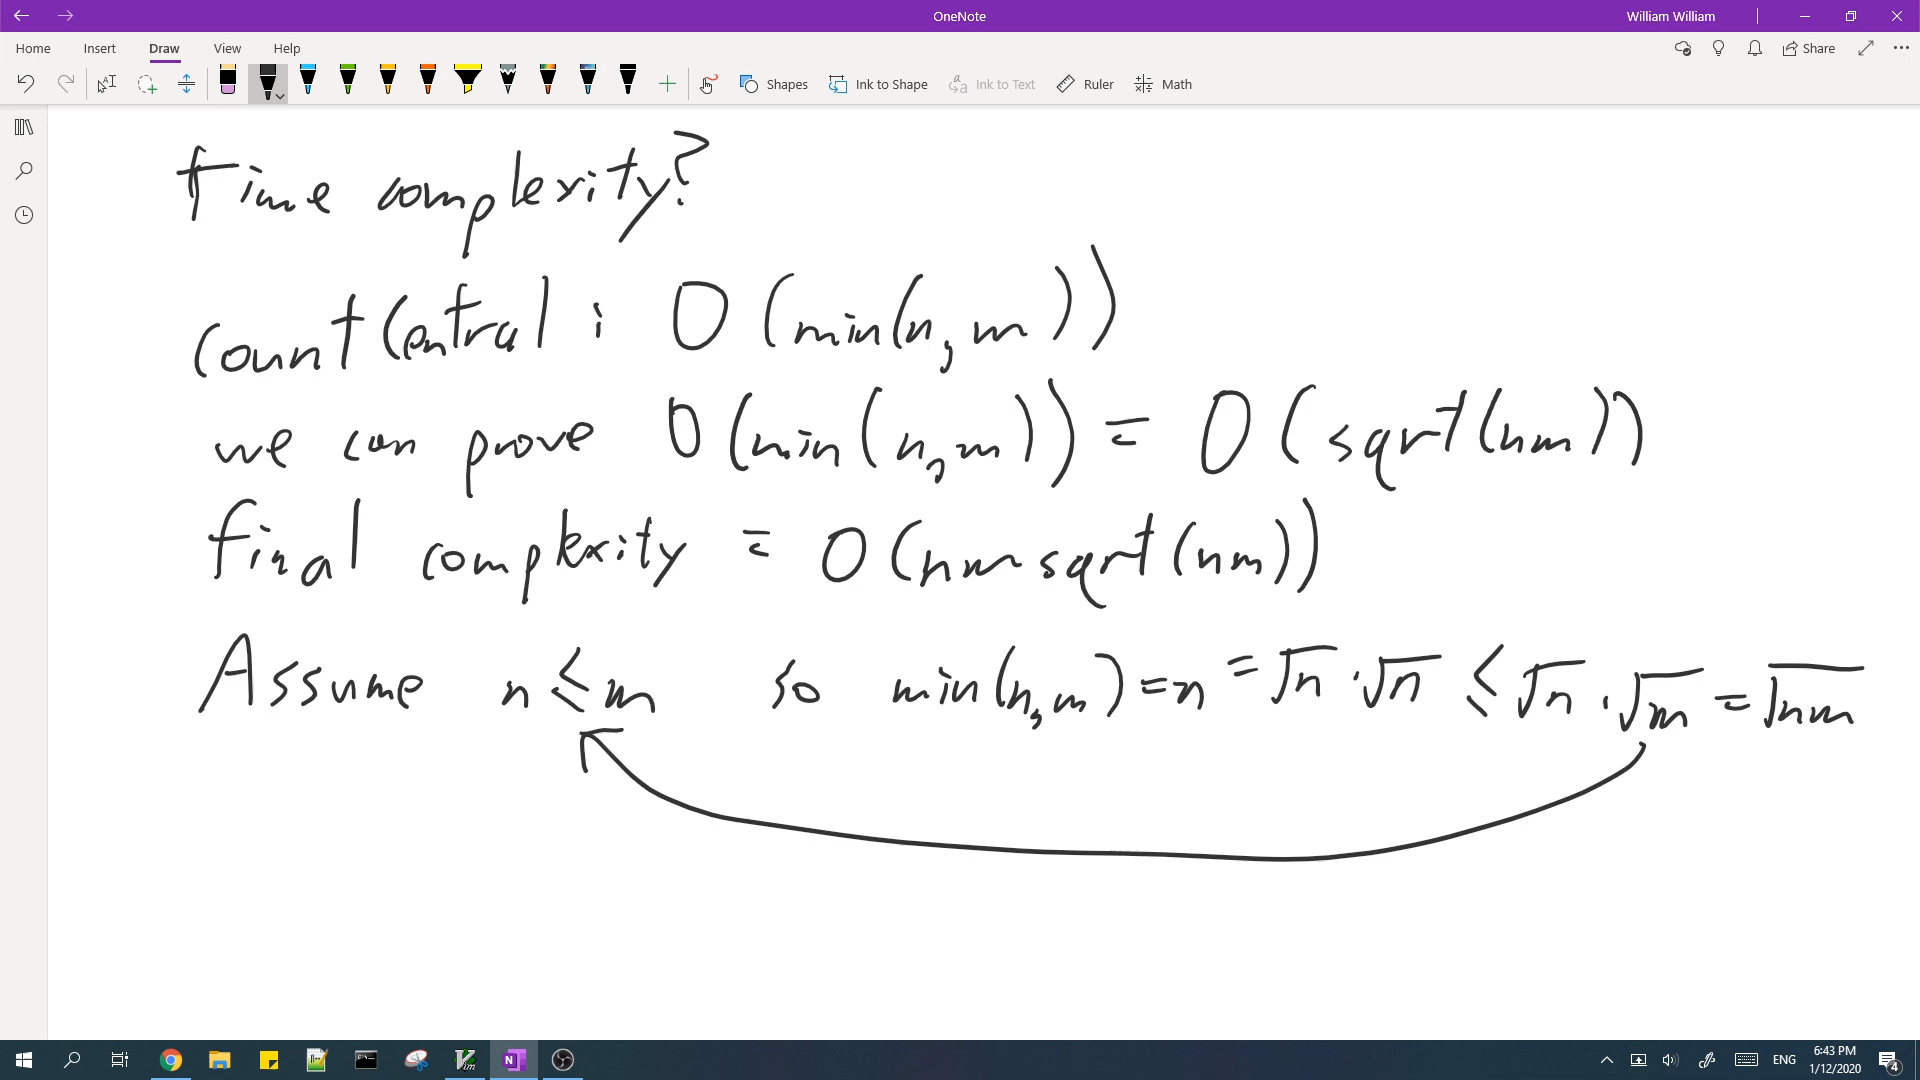 OneNote
William William
Home Insert Draw View Help
Share
Shapes Ink to Shape Ink to Text Ruler Math
Time complexity?
countCentral : O(min(n,m))
we can prove O(min(n,m)) = O(sqrt(nm))
final complexity = O(nm sqrt(nm))
Assume n ≤ m so min(n,m) = n = √n · √n ≤ √n · √m = √nm
ENG
6:43 PM
1/12/2020
4